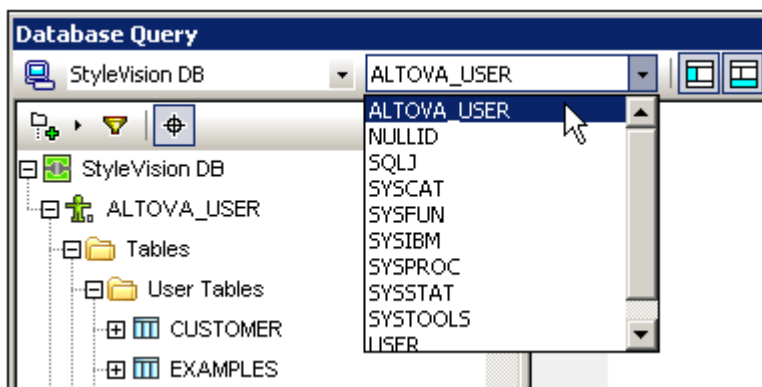 Database Query
StyleVision DB
ALTOVA_USER
ALTOVA_USER
NULLID
SQLJ
SYSCAT
SYSFUN
SYSIBM
SYSPROC
SYSSTAT
SYSTOOLS
USER
StyleVision DB
ALTOVA_USER
Tables
User Tables
CUSTOMER
EXAMPLES